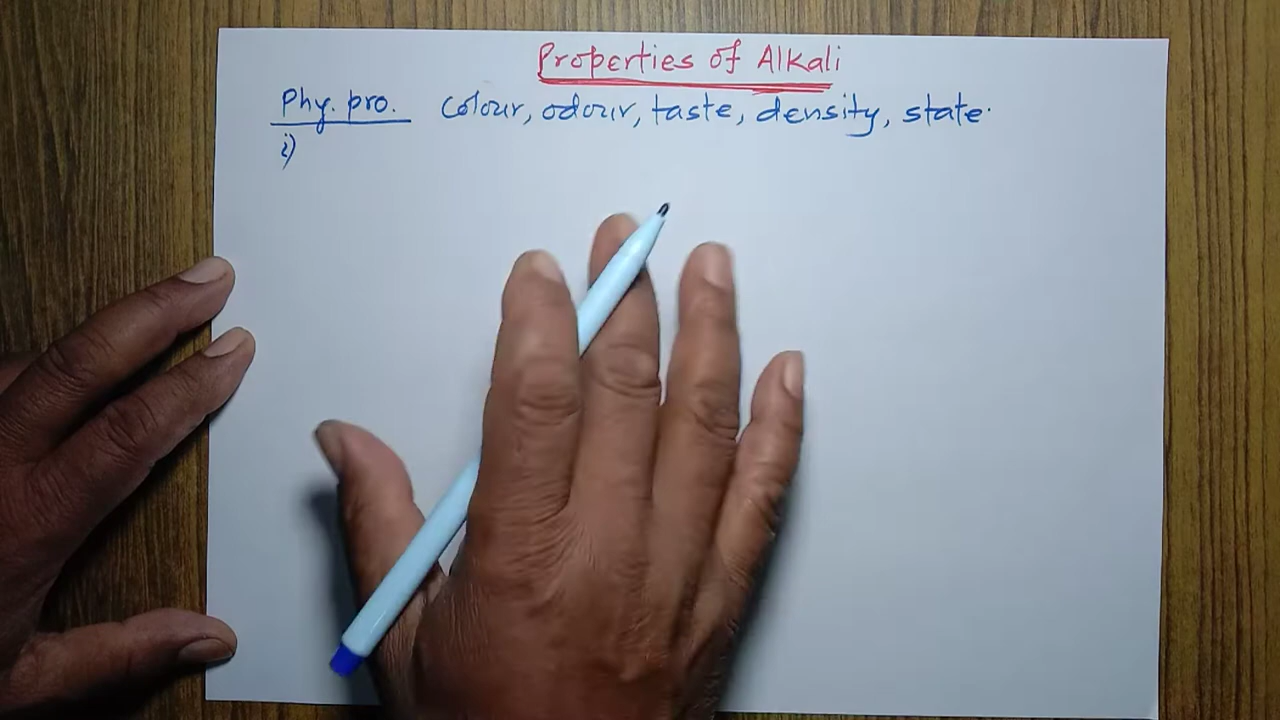 Properties of Alkali
Phy. pro. colour, odour, taste, density, state.
i)